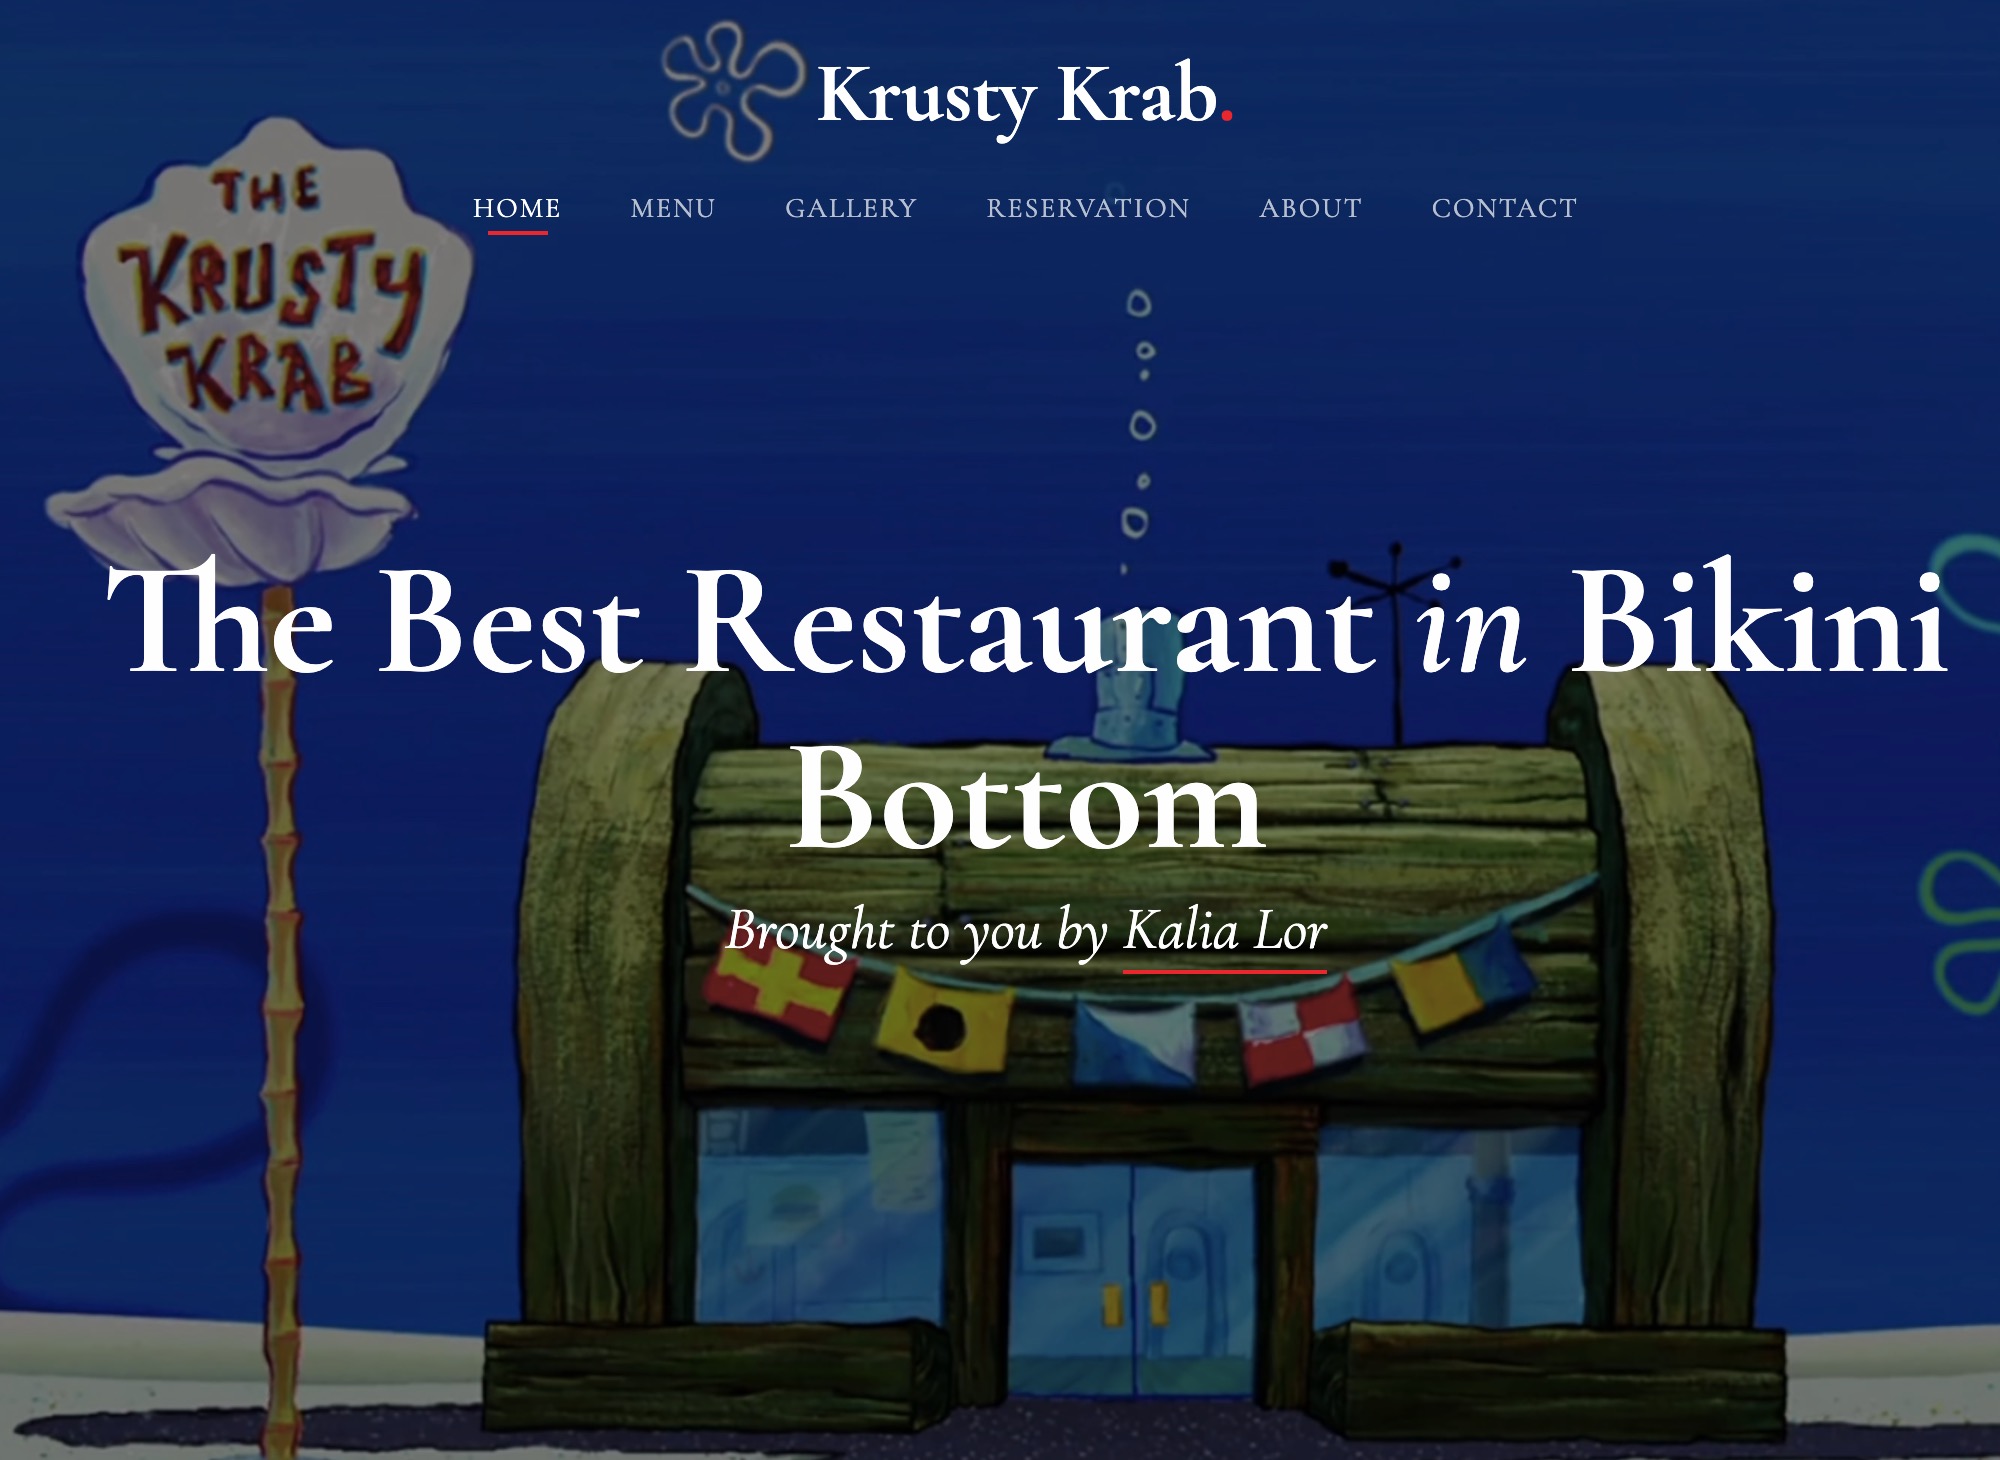 Krusty Krab.
THE
KRUSTY
KRAB
HOME MENU GALLERY RESERVATION ABOUT CONTACT
The Best Restaurant in Bikini
Bottom
Brought to you by Kalia Lor